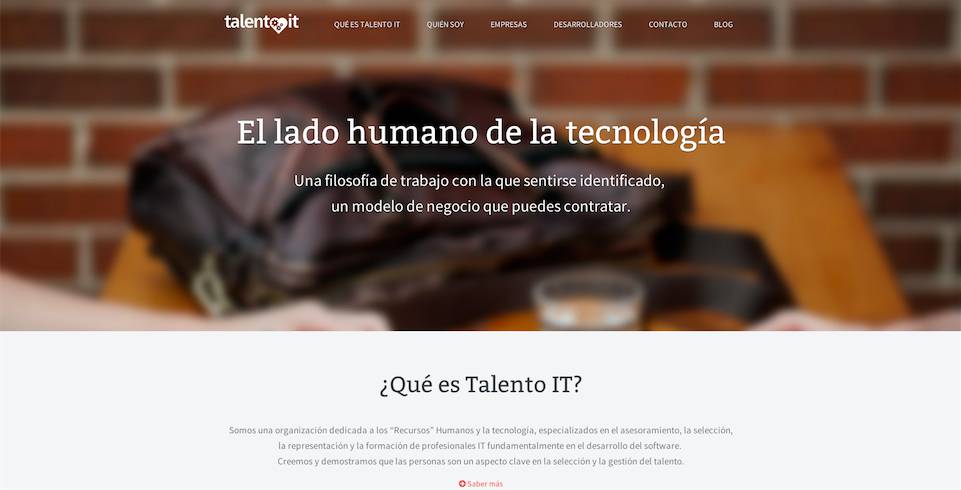 talento it
QUÉ ES TALENTO IT
QUIÉN SOY
EMPRESAS
DESARROLLADORES
CONTACTO
BLOG
El lado humano de la tecnología
Una filosofía de trabajo con la que sentirse identificado,
un modelo de negocio que puedes contratar.
¿Qué es Talento IT?
Somos una organización dedicada a los “Recursos” Humanos y la tecnología, especializados en el asesoramiento, la selección,
la representación y la formación de profesionales IT fundamentalmente en el desarrollo del software.
Creemos y demostramos que las personas son un aspecto clave en la selección y la gestión del talento.
Saber más